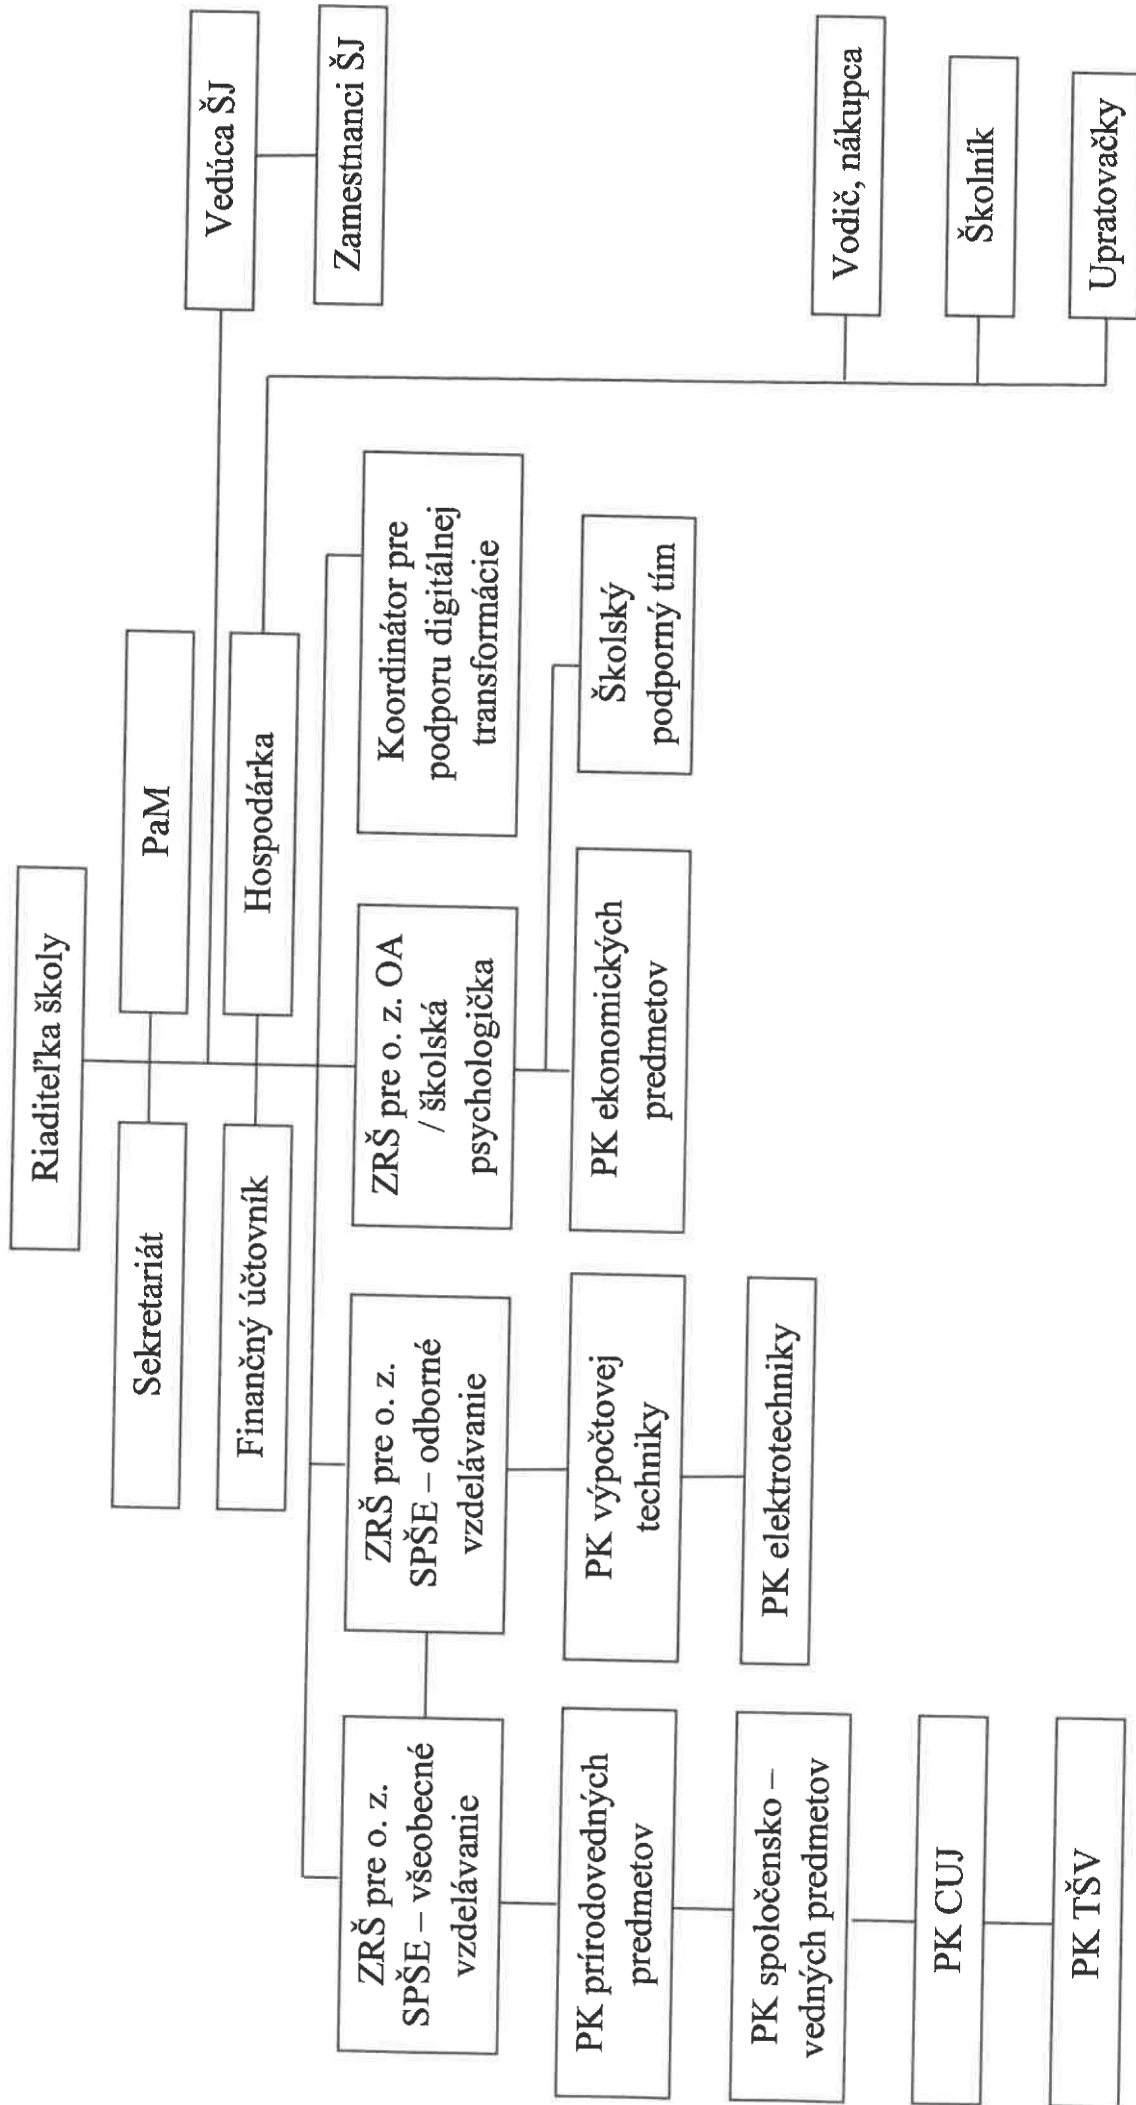 Riaditeľka školy
Sekretariát
PaM
Vedúca ŠJ
Finančný účtovník
Hospodárka
Zamestnanci ŠJ
ZRŠ pre o. z.
SPŠE – všeobecné
vzdelávanie
ZRŠ pre o. z.
SPŠE – odborné
vzdelávanie
ZRŠ pre o. z. OA
/ školská
psychologička
Koordinátor pre
podporu digitálnej
transformácie
PK prírodovedných
predmetov
PK výpočtovej
techniky
PK ekonomických
predmetov
Školský
podporný tím
PK spoločensko –
vedných predmetov
PK elektrotechniky
Vodič, nákupca
PK CUJ
Školník
PK TŠV
Upratovačky